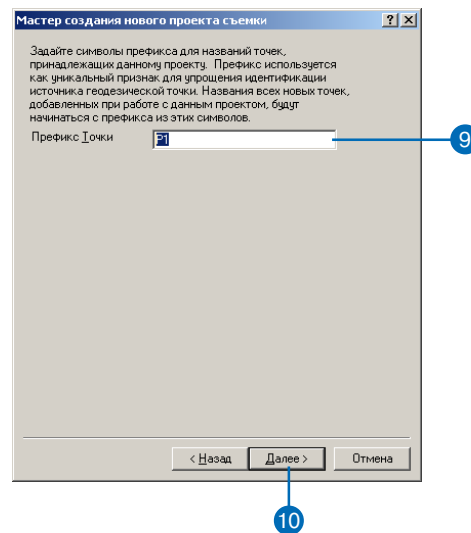 Мастер создания нового проекта съемки
Задайте символы префикса для названий точек,
принадлежащих данному проекту. Префикс используется
как уникальный признак для упрощения идентификации
источника геодезической точки. Названия всех новых точек,
добавленных при работе с данным проектом, будут
начинаться с префикса из этих символов.
Префикс Точки
P1
9
< Назад
Далее >
Отмена
10